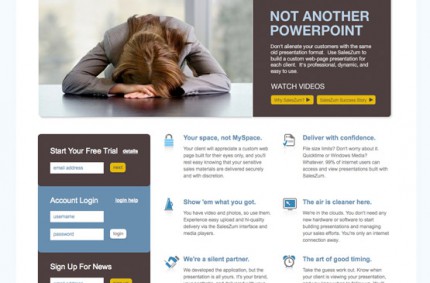 NOT ANOTHER
POWERPOINT
Don't alienate your customers with the same
old presentation format. Use SalesZum to
build a custom web-page presentation for
each client. It's professional, dynamic, and
easy to use.
WATCH VIDEOS
Why SalesZum?
SalesZum Success Story
Start Your Free Trial
details
email address
next
Account Login
login help
username
password
login
Sign Up For News
Your space, not MySpace.
Your client will appreciate a custom web
page built for their eyes only, and you'll
rest easy knowing that your sensitive
sales materials are delivered securely
and with discretion.
Deliver with confidence.
File size limits? Don't worry about it.
Quicktime or Windows Media?
Whatever. 99% of internet users can
access and view presentations built with
SalesZum.
Show 'em what you got.
You have video and photos, so use them.
Experience easy upload and hi-quality
delivery via the SalesZum interface and
media players.
The air is cleaner here.
We're in the clouds. You don't need any
new hardware or software to start
building presentations and managing
your sales efforts. You're only an internet
connection away.
We're a silent partner.
We developed the application, but the
presentation is all yours. It's your brand,
The art of good timing.
Take the guess work out. Know when
your client is viewing your presentation,